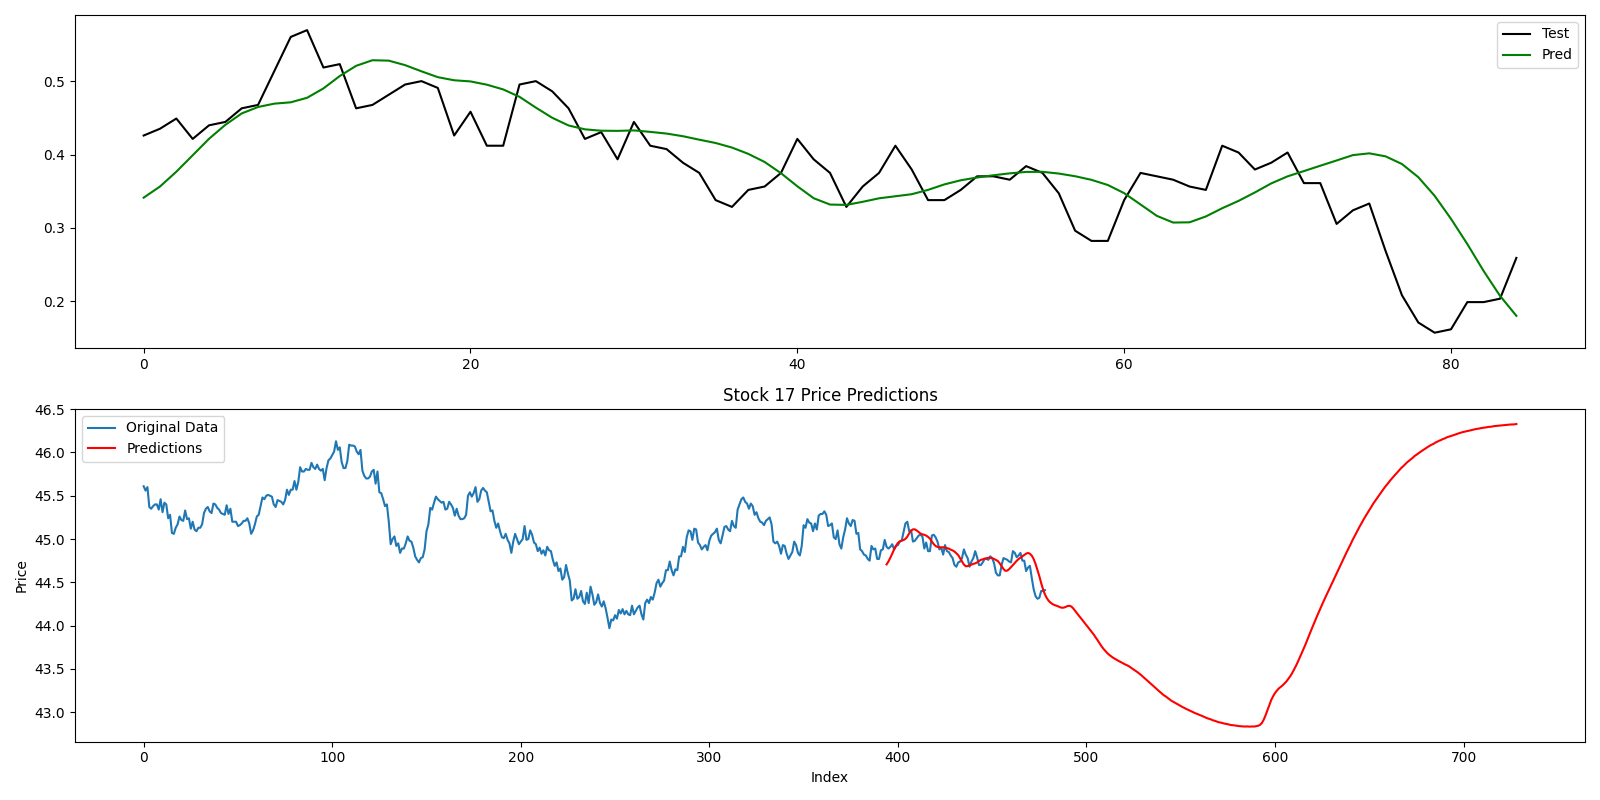 Test
Pred
0.5
0.4
0.3
0.2
0 20 40 60 80
Stock 17 Price Predictions
Original Data
Predictions
46.5
46.0
45.5
45.0
44.5
44.0
43.5
43.0
Price
0 100 200 300 400 500 600 700
Index